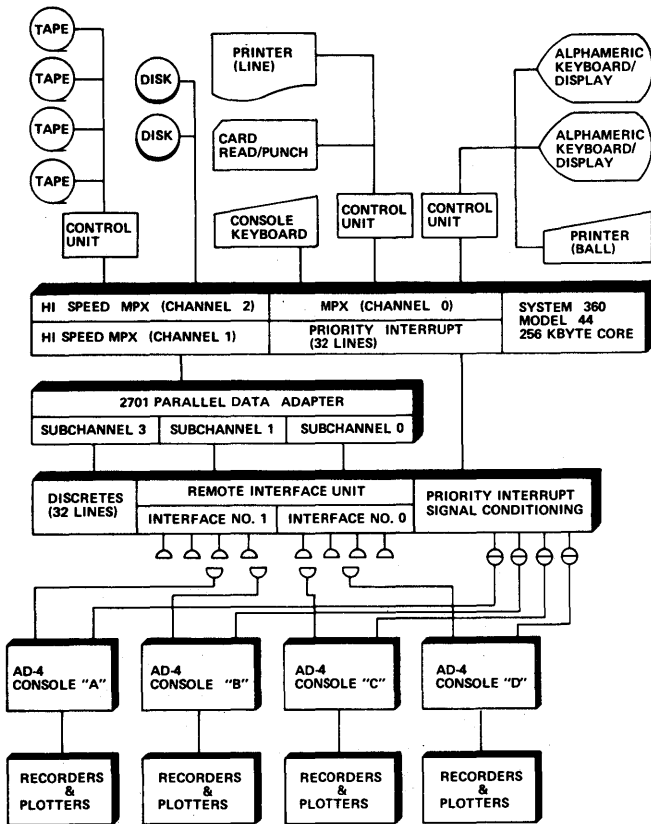 TAPE
TAPE
TAPE
TAPE
CONTROL
UNIT
DISK
DISK
PRINTER
(LINE)
CARD
READ/PUNCH
CONSOLE
KEYBOARD
CONTROL
UNIT
CONTROL
UNIT
ALPHAMERIC
KEYBOARD/
DISPLAY
ALPHAMERIC
KEYBOARD/
DISPLAY
PRINTER
(BALL)
HI SPEED MPX (CHANNEL 2)
MPX (CHANNEL 0)
HI SPEED MPX (CHANNEL 1)
PRIORITY INTERRUPT
(32 LINES)
SYSTEM 360
MODEL 44
256 KBYTE CORE
2701 PARALLEL DATA ADAPTER
SUBCHANNEL 3
SUBCHANNEL 1
SUBCHANNEL 0
DISCRETES
(32 LINES)
REMOTE INTERFACE UNIT
INTERFACE NO. 1
INTERFACE NO. 0
PRIORITY INTERRUPT
SIGNAL CONDITIONING
AD-4
CONSOLE "A"
AD-4
CONSOLE "B"
AD-4
CONSOLE "C"
AD-4
CONSOLE "D"
RECORDERS
&
PLOTTERS
RECORDERS
&
PLOTTERS
RECORDERS
&
PLOTTERS
RECORDERS
&
PLOTTERS